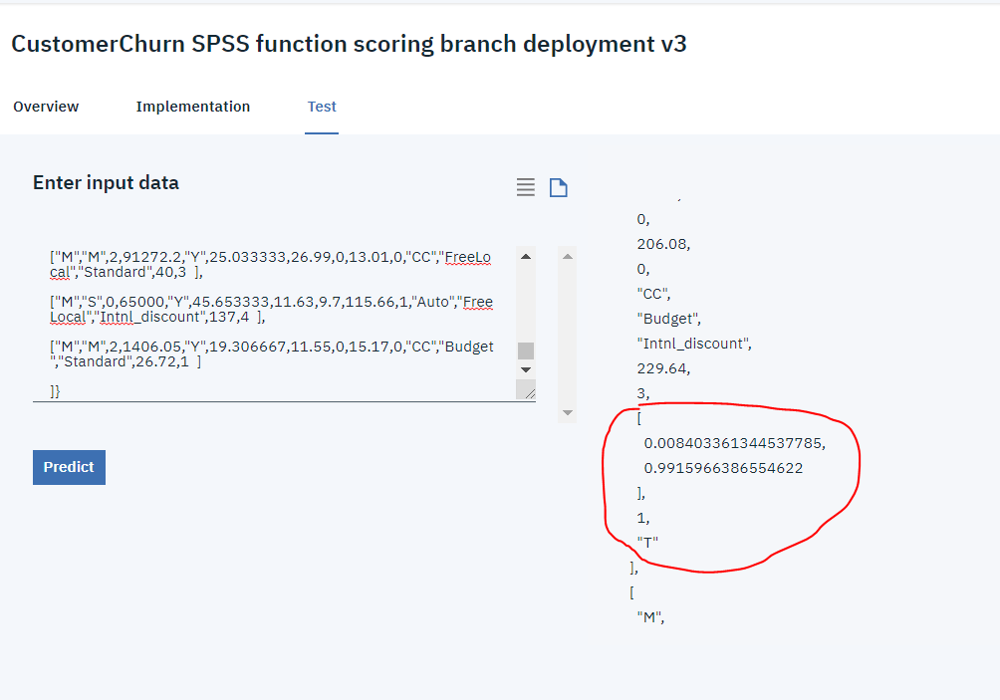 CustomerChurn SPSS function scoring branch deployment v3
Overview
Implementation
Test
Enter input data
["M","M",2,91272.2,"Y",25.033333,26.99,0,13.01,0,"CC","FreeLo
cal","Standard",40,3  ],
["M","S",0,65000,"Y",45.653333,11.63,9.7,115.66,1,"Auto","Free
Local","Intnl_discount",137,4  ],
["M","M",2,1406.05,"Y",19.306667,11.55,0,15.17,0,"CC","Budget
","Standard",26.72,1  ]
]}
Predict
0,
206.08,
0,
"CC",
"Budget",
"Intnl_discount",
229.64,
3,
[
0.008403361344537785,
0.9915966386554622
],
1,
"T"
],
[
"M",